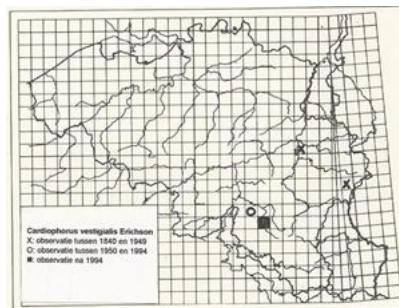 Cardiophorus vestigialis Erichson
X: observatie tussen 1840 en 1949
O: observatie tussen 1950 en 1994
■: observatie na 1994